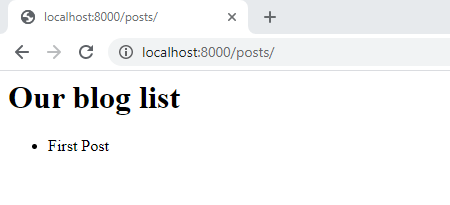 localhost:8000/posts/
localhost:8000/posts/
Our blog list
First Post